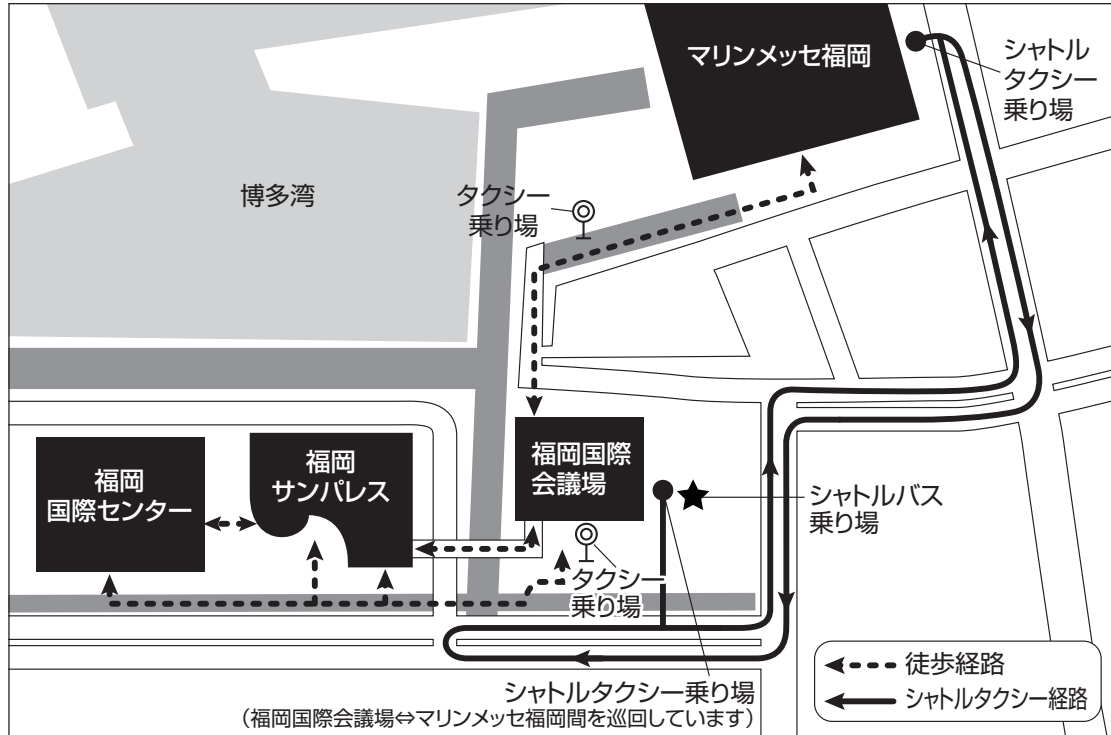 マリンメッセ福岡
シャトル
タクシー
乗り場
博多湾
タクシー
乗り場
福岡
国際センター
福岡
サンパレス
福岡国際
会議場
シャトルバス
乗り場
タクシー
乗り場
シャトルタクシー乗り場
（福岡国際会議場⇔マリンメッセ福岡間を巡回しています）
徒歩経路
シャトルタクシー経路